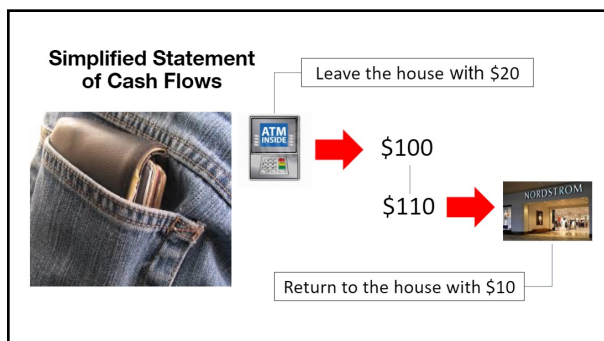 Simplified Statement
of Cash Flows
Leave the house with $20
ATM
INSIDE
$100
$110
NORDSTROM
Return to the house with $10